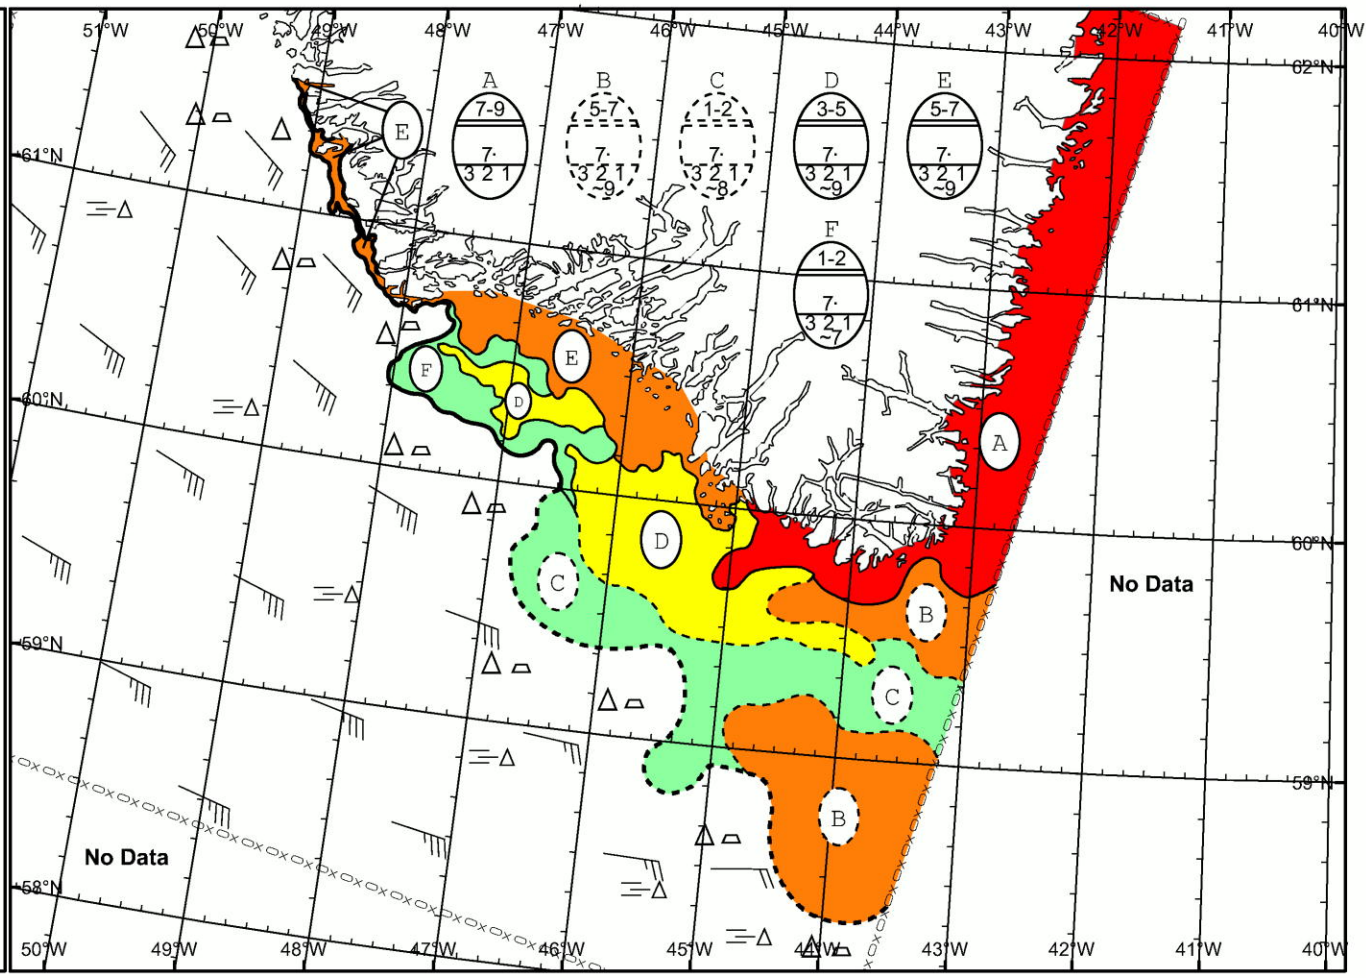 51°W 50°W 49°W 48°W 47°W 46°W 45°W 44°W 43°W 42°W 41°W 40°W
62°N
A B C D E
7-9 5-7 1-2 3-5 5-7
E
7· 7· 7· 7· 7·
3 2 1 3 2 1 3 2 1 3 2 1 3 2 1
~9 ~9 ~8 ~9 ~9
61°N
F
1-2
7·
3 2 1
~7
61°N
E
F
D
60°N
A
D
60°N
C
No Data
B
59°N
C
59°N
B
No Data
58°N
50°W 49°W 48°W 47°W 46°W 45°W 44°W 43°W 42°W 41°W 40°W